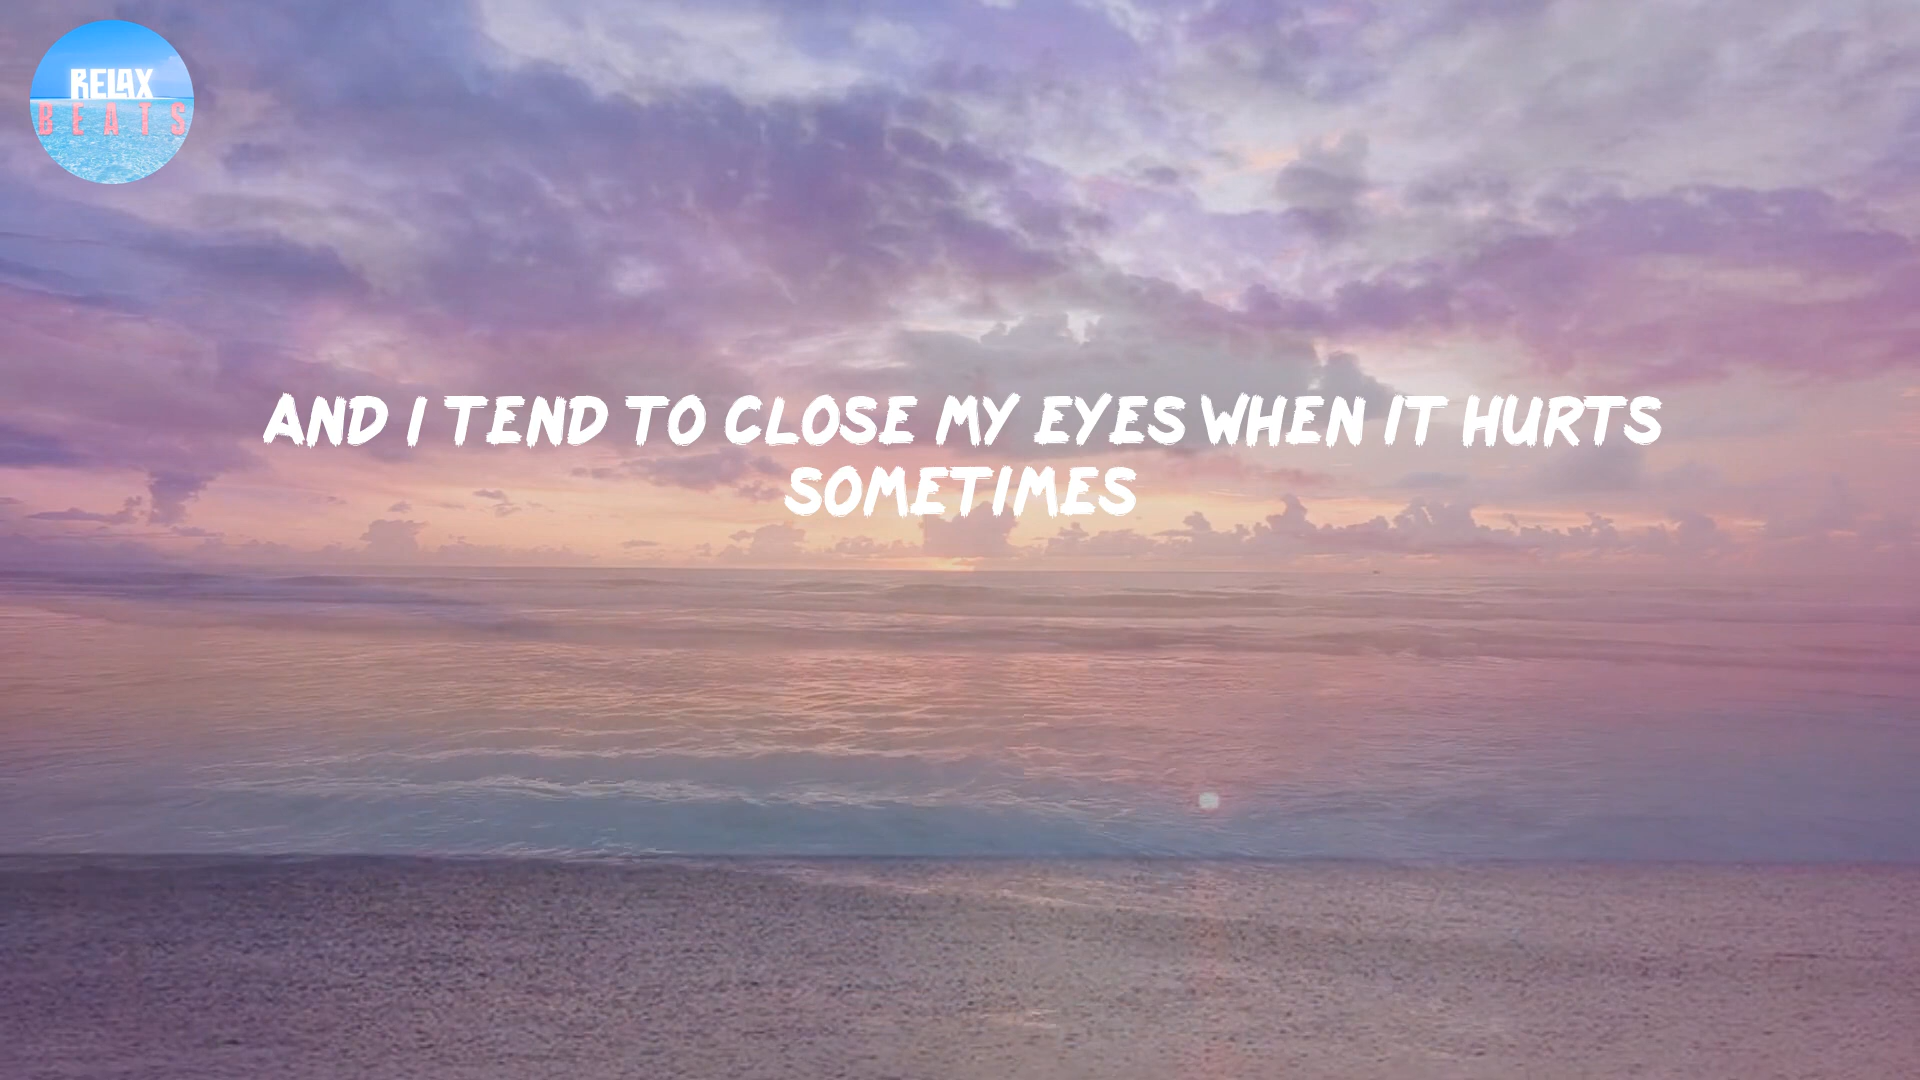 RELAX
BEATS
AND I TEND TO CLOSE MY EYES WHEN IT HURTS
SOMETIMES